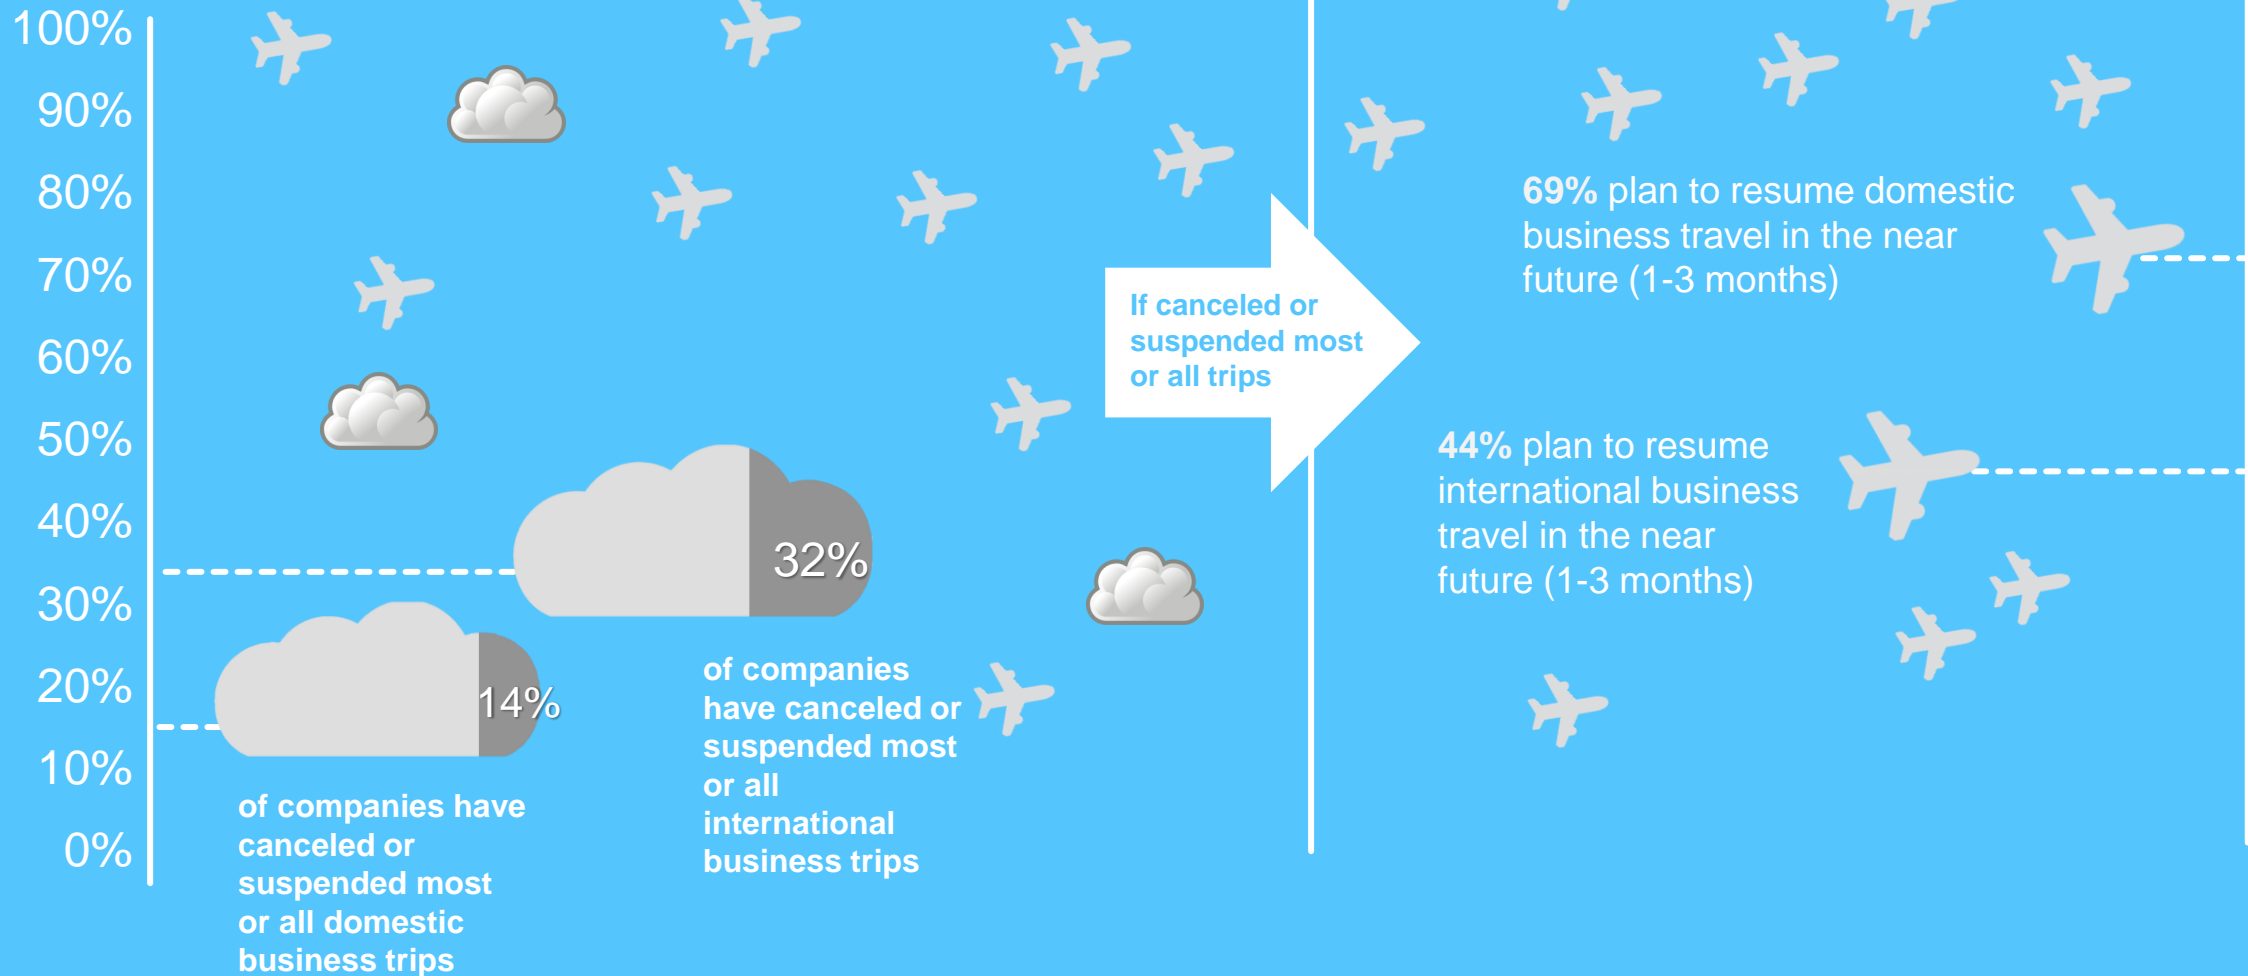 100%
90%
80%
70%
60%
50%
40%
30%
20%
10%
0%
14%
of companies have
canceled or
suspended most
or all domestic
business trips
32%
of companies
have canceled or
suspended most
or all
international
business trips
If canceled or
suspended most
or all trips
69% plan to resume domestic
business travel in the near
future (1-3 months)
44% plan to resume
international business
travel in the near
future (1-3 months)